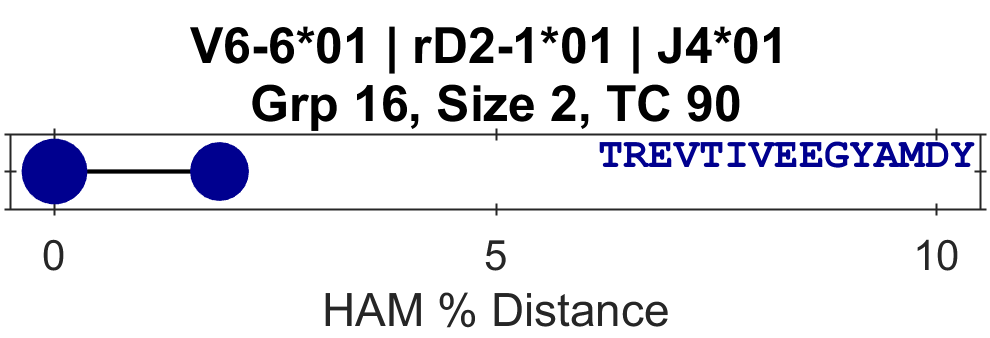 V6-6*01 | rD2-1*01 | J4*01
Grp 16, Size 2, TC 90
TREVTIVEEGYAMDY
0 5 10
HAM % Distance